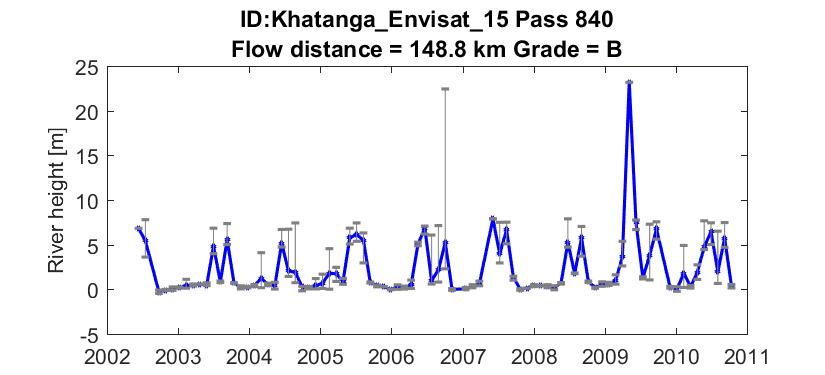 ID:Khatanga_Envisat_15 Pass 840
Flow distance = 148.8 km Grade = B
River height [m]
25
20
15
10
5
0
-5
2002 2003 2004 2005 2006 2007 2008 2009 2010 2011